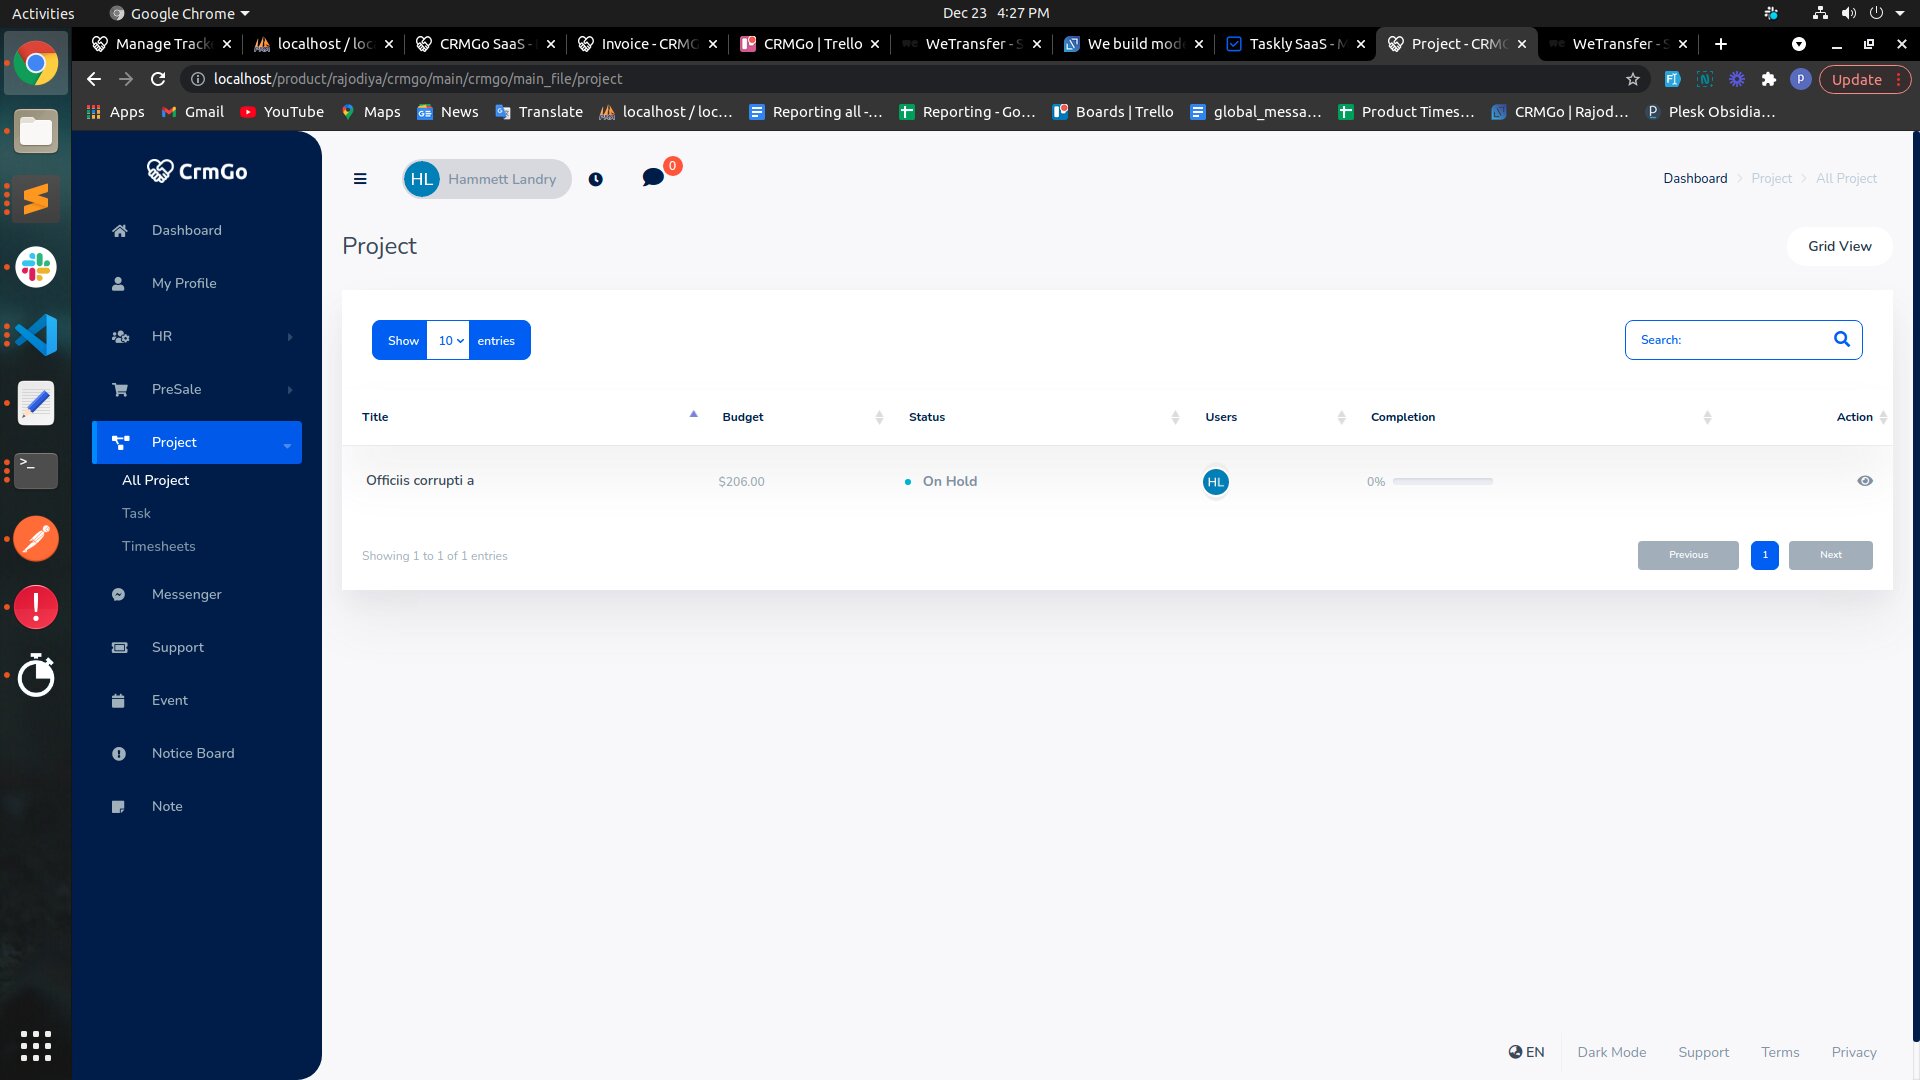 Activities
Google Chrome
Dec 23 4:27 PM
Manage Track
localhost / loc
CRMGo SaaS -
Invoice - CRMG
CRMGo | Trello
WeTransfer - S
We build mod
Taskly SaaS - M
Project - CRMG
WeTransfer - S
localhost/product/rajodiya/crmgo/main/crmgo/main_file/project
P
Update
Apps
Gmail
YouTube
Maps
News
Translate
localhost / loc...
Reporting all -...
Reporting - Go...
Boards | Trello
global_messa...
Product Times...
CRMGo | Rajod...
Plesk Obsidia...
CrmGo
HL Hammett Landry
0
Dashboard > Project > All Project
Dashboard
My Profile
HR
PreSale
Project
All Project
Task
Timesheets
Messenger
Support
Event
Notice Board
Note
Project
Grid View
Show 10 entries
Search:
Title Budget Status Users Completion Action
Officiis corrupti a $206.00 On Hold HL 0%
Showing 1 to 1 of 1 entries
Previous 1 Next
EN Dark Mode Support Terms Privacy